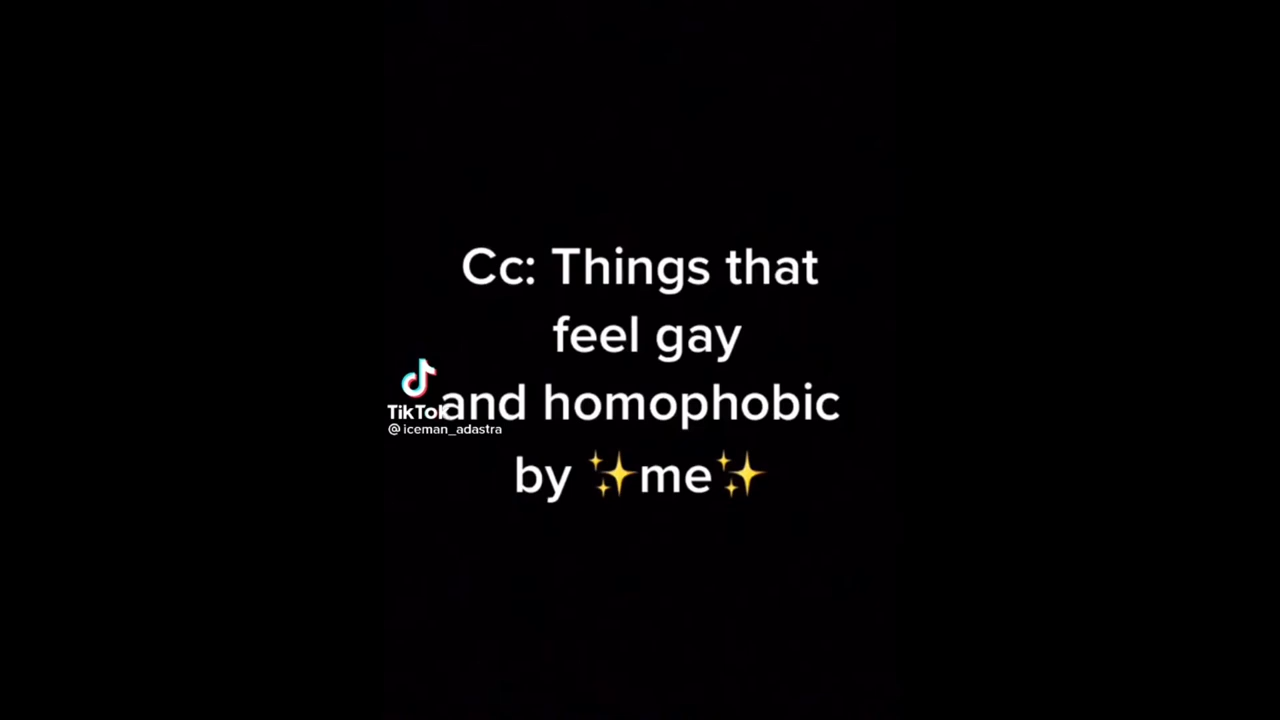 Cc: Things that
feel gay
and homophobic
by ✨me✨
TikTok
@iceman_adastra